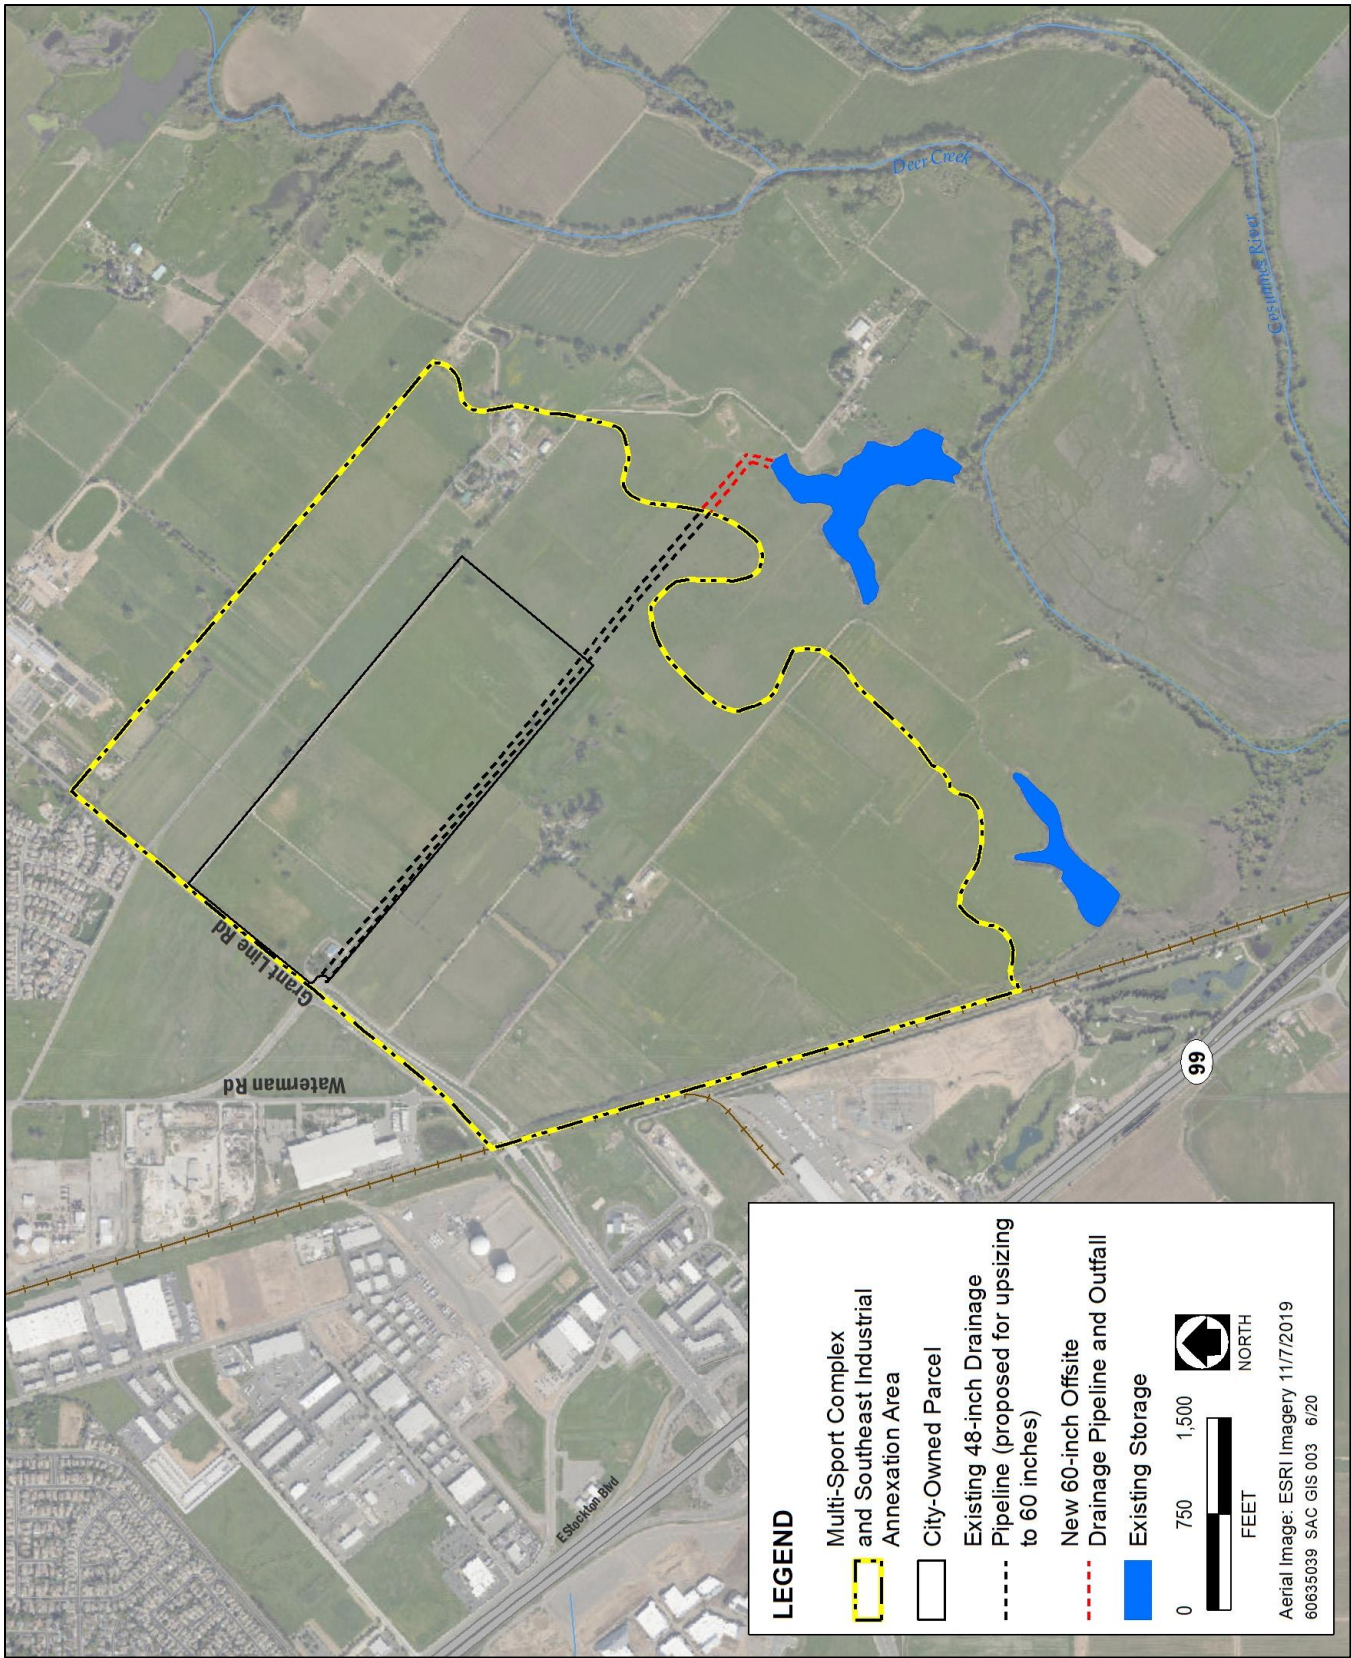 Grant Line Rd
Waterman Rd
E Stockton Blvd
99
Deer Creek
Cosumnes River
LEGEND
Multi-Sport Complex
and Southeast Industrial
Annexation Area
City-Owned Parcel
Existing 48-inch Drainage
Pipeline (proposed for upsizing
to 60 inches)
New 60-inch Offsite
Drainage Pipeline and Outfall
Existing Storage
0 750 1,500
FEET
NORTH
Aerial Image: ESRI Imagery 11/7/2019
60635039 SAC GIS 003 6/20